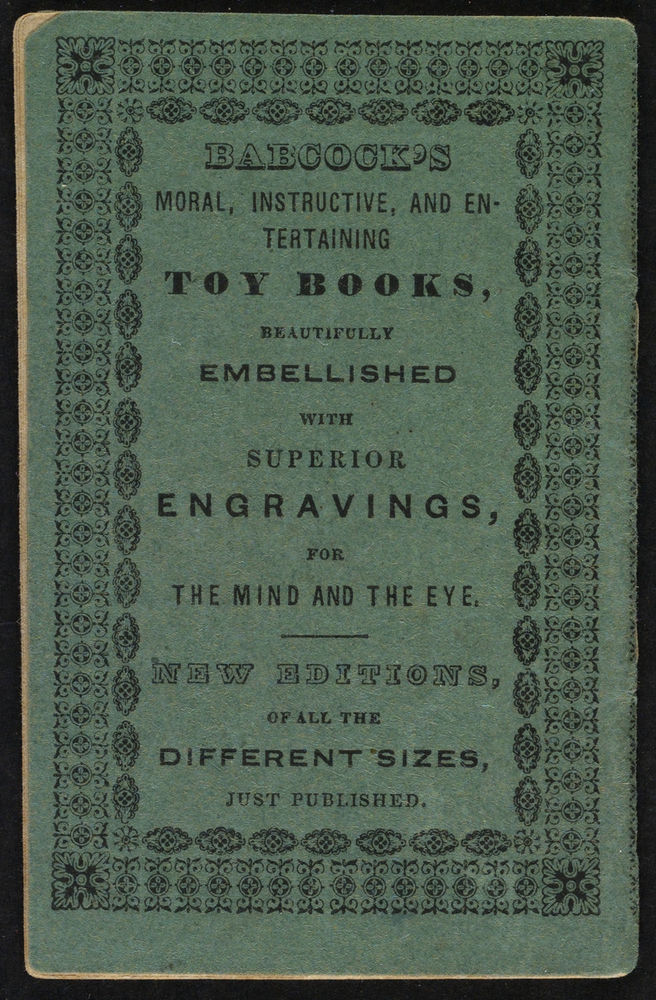 BABCOCK'S
MORAL, INSTRUCTIVE, AND EN-
TERTAINING
TOY BOOKS,
BEAUTIFULLY
EMBELLISHED
WITH
SUPERIOR
ENGRAVINGS,
FOR
THE MIND AND THE EYE.
NEW EDITIONS,
OF ALL THE
DIFFERENT SIZES,
JUST PUBLISHED.